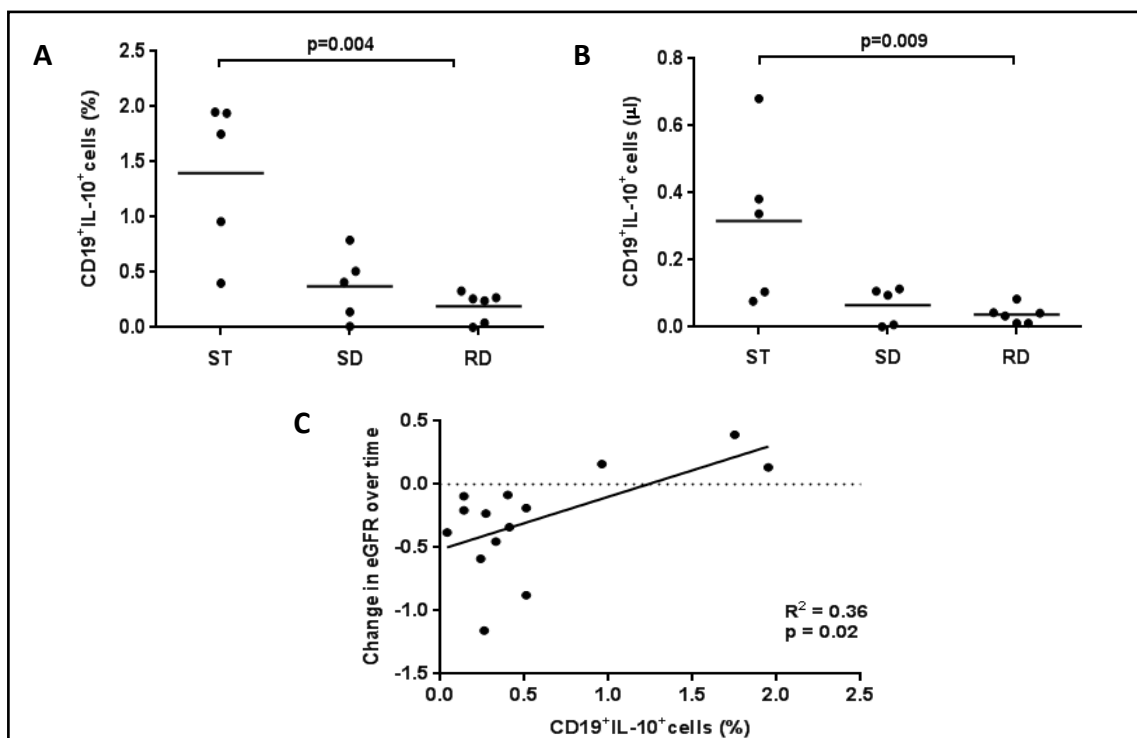 A
p=0.004
CD19⁺IL-10⁺cells (%)
2.5
2.0
1.5
1.0
0.5
0.0
ST SD RD
B
p=0.009
CD19⁺IL-10⁺ cells (µl)
0.8
0.6
0.4
0.2
0.0
ST SD RD
C
Change in eGFR over time
0.5
0.0
-0.5
-1.0
-1.5
R² = 0.36
p = 0.02
0.0 0.5 1.0 1.5 2.0 2.5
CD19⁺IL-10⁺cells (%)